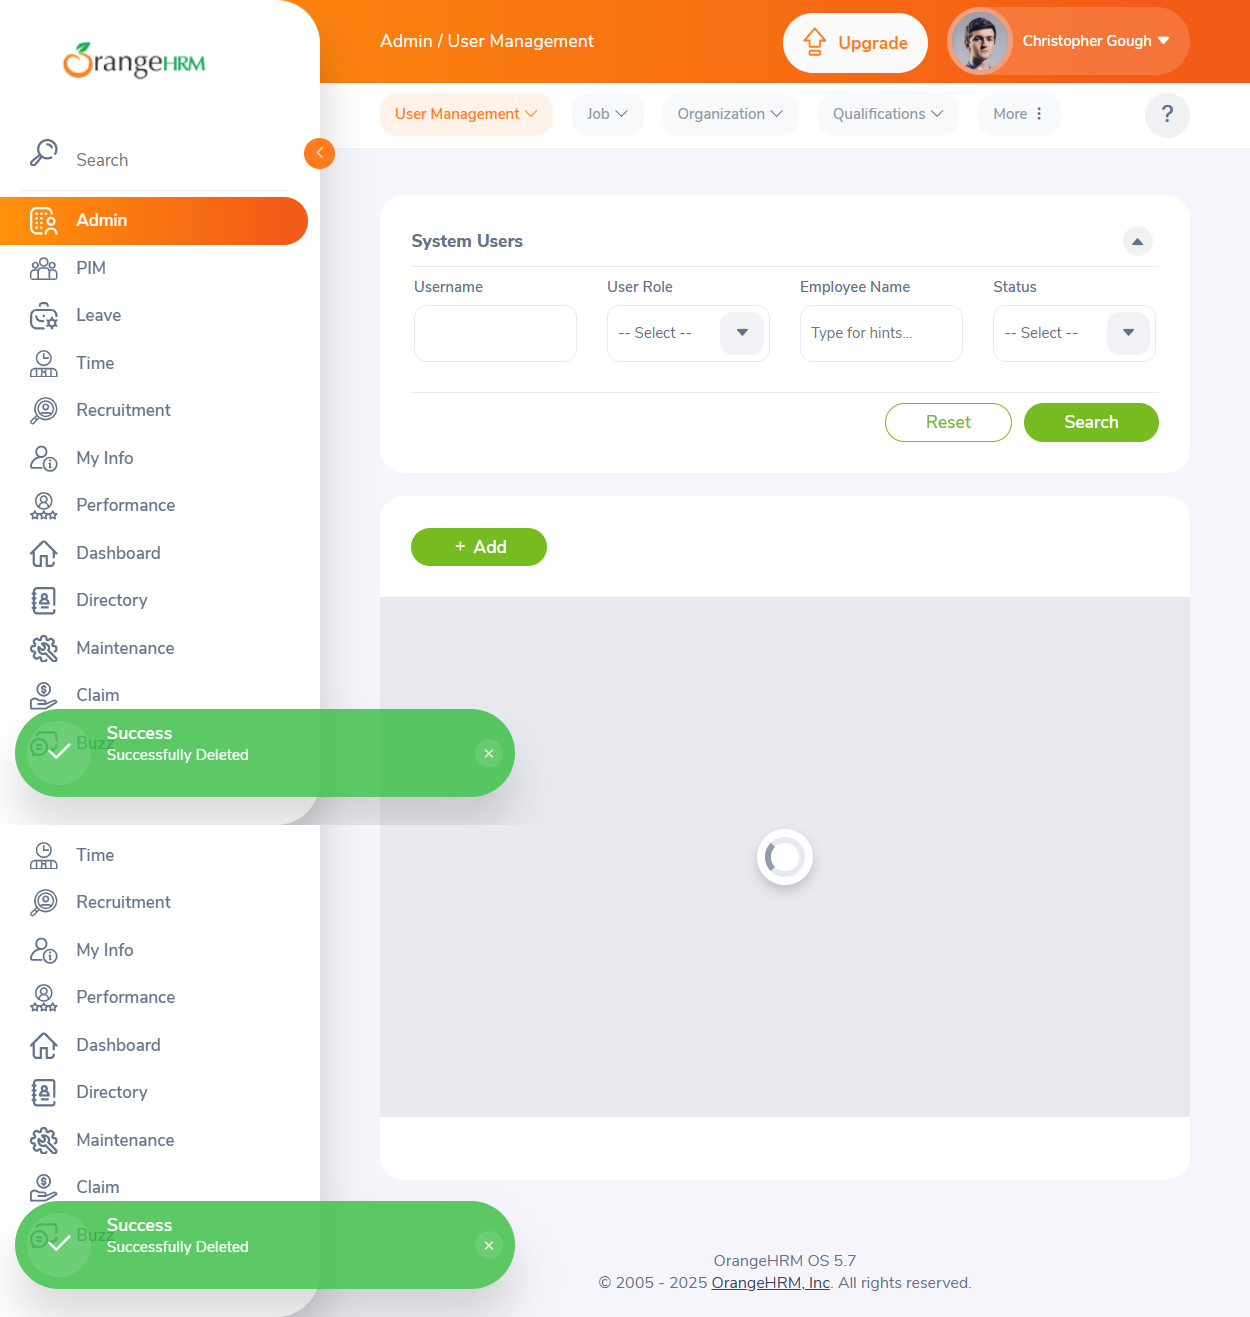 OrangeHRM
Admin / User Management
Upgrade
Christopher Gough
User Management
Job
Organization
Qualifications
More
?
Search
Admin
PIM
Leave
Time
Recruitment
My Info
Performance
Dashboard
Directory
Maintenance
Claim
Buzz
Success
Successfully Deleted
×
Time
Recruitment
My Info
Performance
Dashboard
Directory
Maintenance
Claim
Buzz
Success
Successfully Deleted
×
System Users
Username
User Role
Employee Name
Status
-- Select --
Type for hints...
-- Select --
Reset
Search
+ Add
OrangeHRM OS 5.7
© 2005 - 2025 OrangeHRM, Inc. All rights reserved.